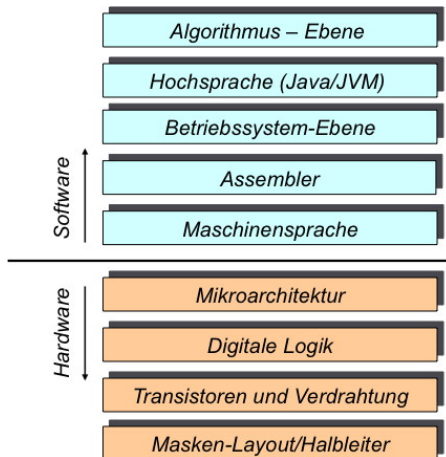 Algorithmus – Ebene
Hochsprache (Java/JVM)
Betriebssystem-Ebene
Assembler
Maschinensprache
Software
Hardware
Mikroarchitektur
Digitale Logik
Transistoren und Verdrahtung
Masken-Layout/Halbleiter